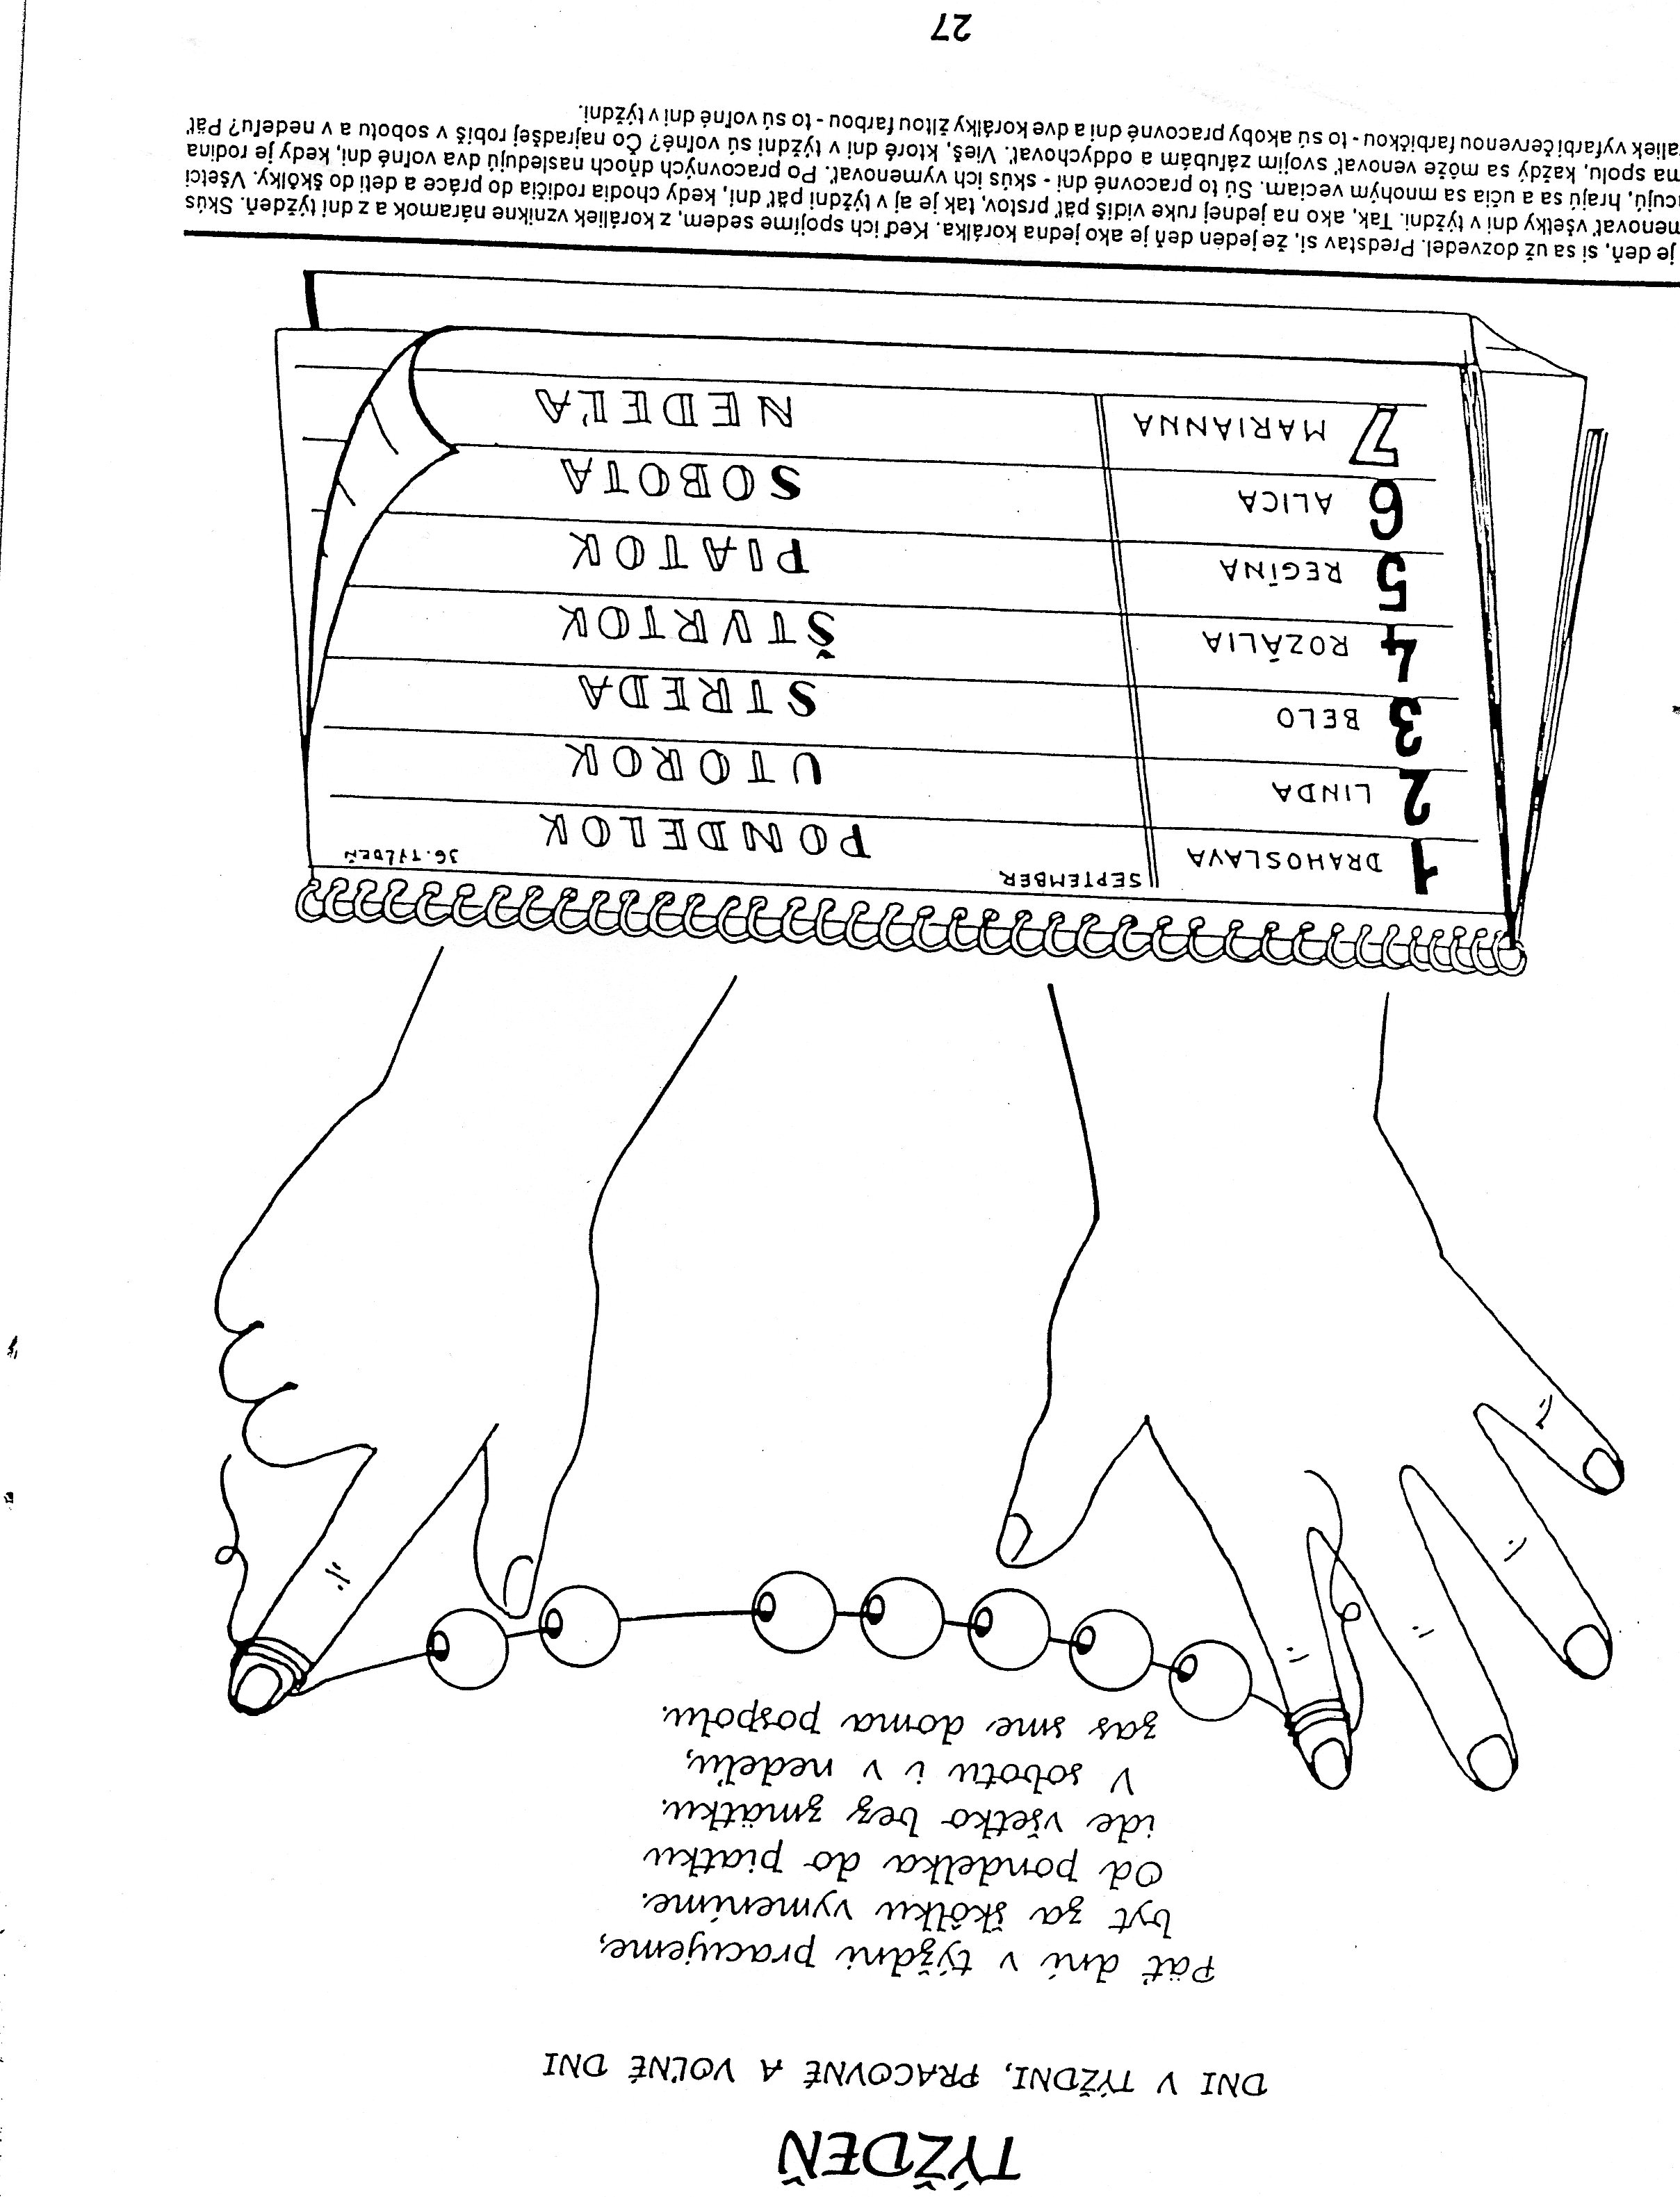 TÝŽDEŇ
DNI V TÝŽDNI, PRACOVNÉ A VOĽNÉ DNI
Päť dní v týždni pracujeme,
byt za škôlku vymeníme.
Od pondelka do piatku
ide všetko bez zmätku.
V sobotu i v nedeľu,
zas sme doma pospolu.
SEPTEMBER 36. TÝŽDEŇ
1 DRAHOSLAVA PONDELOK
2 LINDA UTOROK
3 BELO STREDA
4 ROZÁLIA ŠTVRTOK
5 REGÍNA PIATOK
6 ALICA SOBOTA
7 MARIANNA NEDEĽA
je deň, si sa už dozvedel. Predstav si, že jeden deň je ako jedna korálka. Keď ich spojíme sedem, z koráliek vznikne náramok a z dní týždeň. Skús
menovať všetky dni v týždni. Tak, ako na jednej ruke vidíš päť prstov, tak je aj v týždni päť dní, kedy chodia rodičia do práce a deti do škôlky. Všetci
cujú, hrajú sa a učia sa mnohým veciam. Sú to pracovné dni - skús ich vymenovať. Po pracovných dňoch nasledujú dva voľné dni, kedy je rodina
ma spolu, každý sa môže venovať svojim záľubám a oddychovať. Vieš, ktoré dni v týždni sú voľné? Čo najradšej robíš v sobotu a v nedeľu? Päť
aliek vyfarbi červenou farbičkou - to sú akoby pracovné dni a dve korálky žltou farbou - to sú voľné dni v týždni.
27